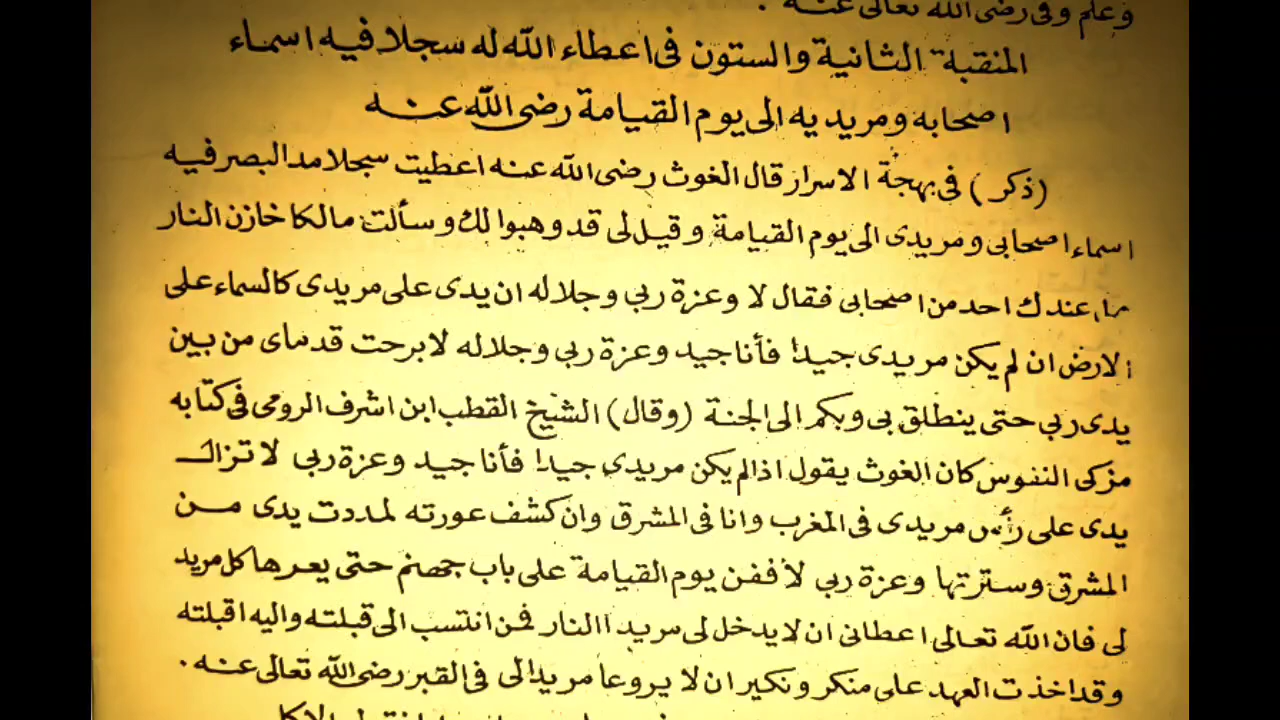 وعلم وفى رضى الله تعالى عنه .
المنقبة الثانية والستون فى اعطاء الله له سجلا فيه اسماء
اصحابه ومريديه الى يوم القيامة رضى الله عنه
(ذكر) فى بهجة الاسرار قال الغوث رضى الله عنه اعطيت سجلا مد البصر فيه
اسماء اصحابى ومريدى الى يوم القيامة وقيل لى قد وهبوا لك وسألت مالكا خازن النار
ما عندك احد من اصحابى فقال لا وعزة ربى وجلاله ان يدى على مريدى كالسماء على
الارض ان لم يكن مريدى جيدا فأنا جيد وعزة ربى وجلاله لا برحت قدماى من بين
يدى ربى حتى ينطلق بى وبكم الى الجنة (وقال) الشيخ القطب ابن اشرف الرومى فى كتابه
مزكى النفوس كان الغوث يقول اذا لم يكن مريدى جيدا فأنا جيد وعزة ربى لا تزال
يدى على رأس مريدى فى المغرب وانا فى المشرق وان كشف عورته لمددت يدى من
المشرق وسترتها وعزة ربى لأقفن يوم القيامة على باب جهنم حتى يعرها كل مريد
لى فان الله تعالى اعطانى ان لا يدخل لى مريد االنار فمن انتسب الى قبلته واليه اقبلته
وقد اخذت العهد على منكر ونكير ان لا يروعا مريدا لى فى القبر رضى الله تعالى عنه .